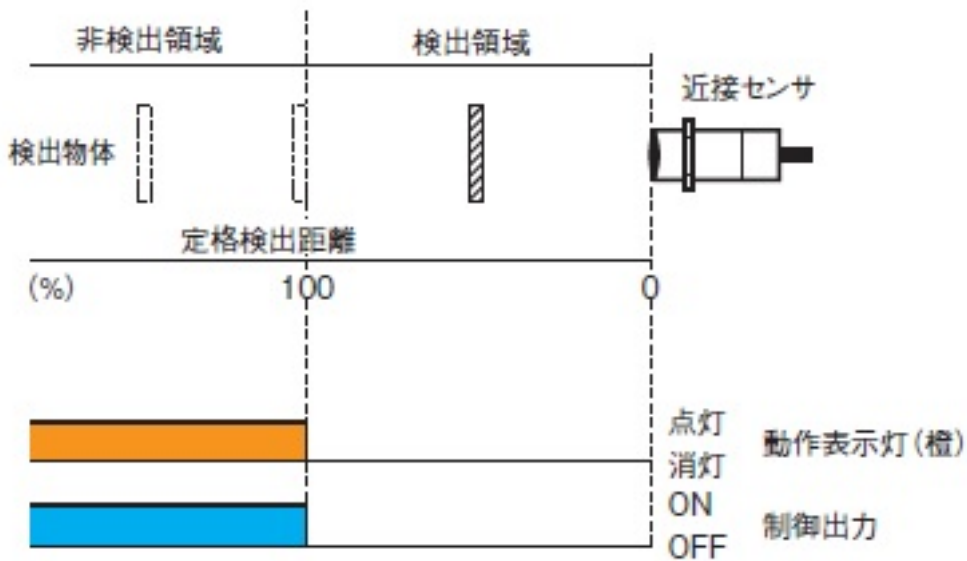 非検出領域
検出領域
近接センサ
検出物体
定格検出距離
(%)
100
0
点灯
消灯
動作表示灯(橙)
ON
OFF
制御出力